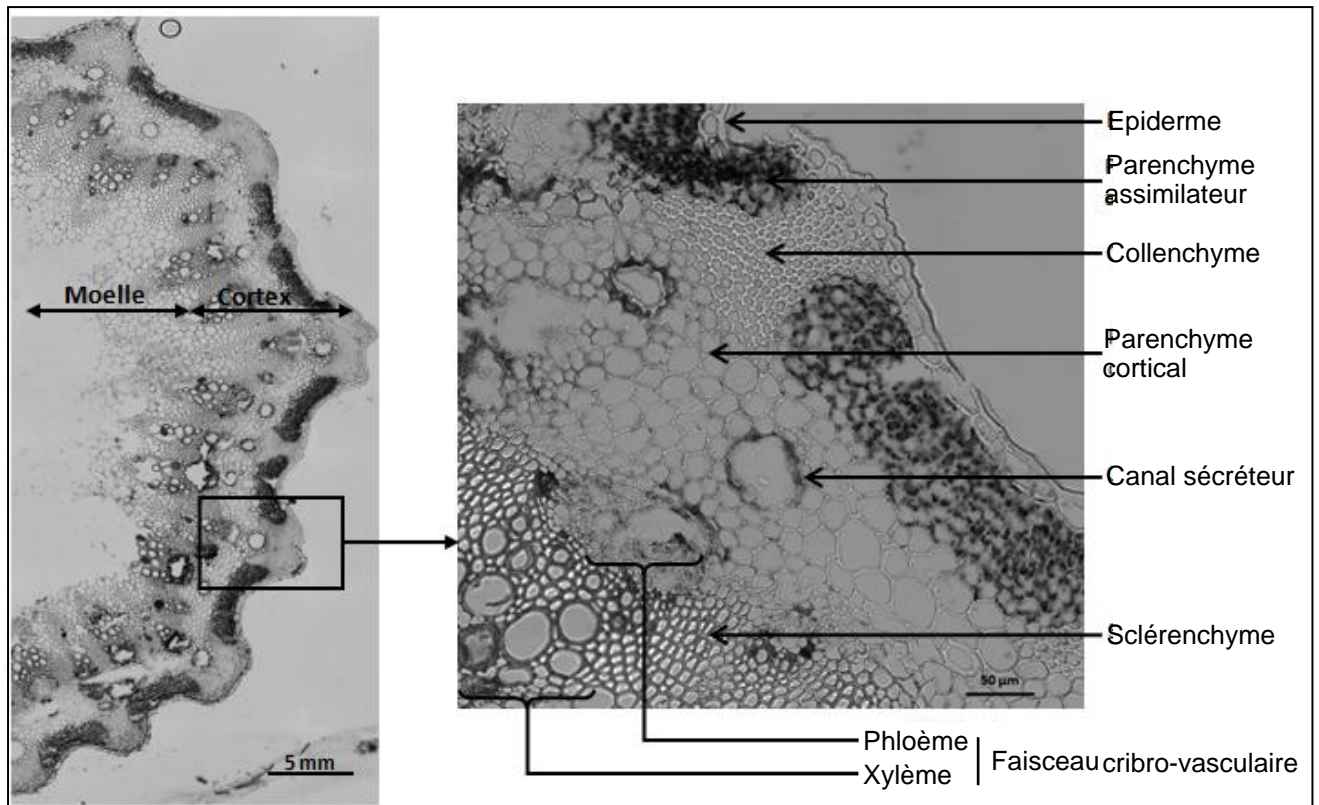 Moelle
Cortex
5 mm
Epiderme
Parenchyme
assimilateur
Collenchyme
Parenchyme
cortical
Canal sécréteur
Sclérenchyme
50 µm
Phloème
Xylème
Faisceau cribro-vasculaire